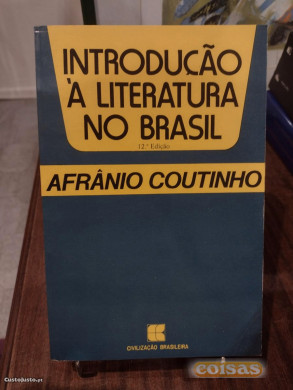 INTRODUÇÃO
À LITERATURA
NO BRASIL
12.ª Edição
AFRÂNIO COUTINHO
CIVILIZAÇÃO BRASILEIRA
coisas
CustoJusto.pt